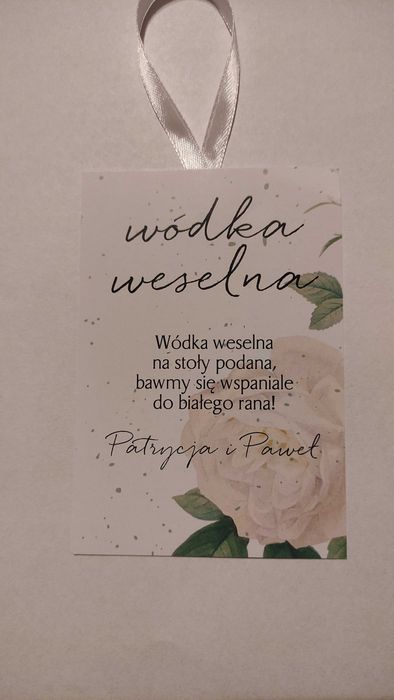 wódka
weselna
Wódka weselna
na stoły podana,
bawmy się wspaniale
do białego rana!
Patrycja i Paweł